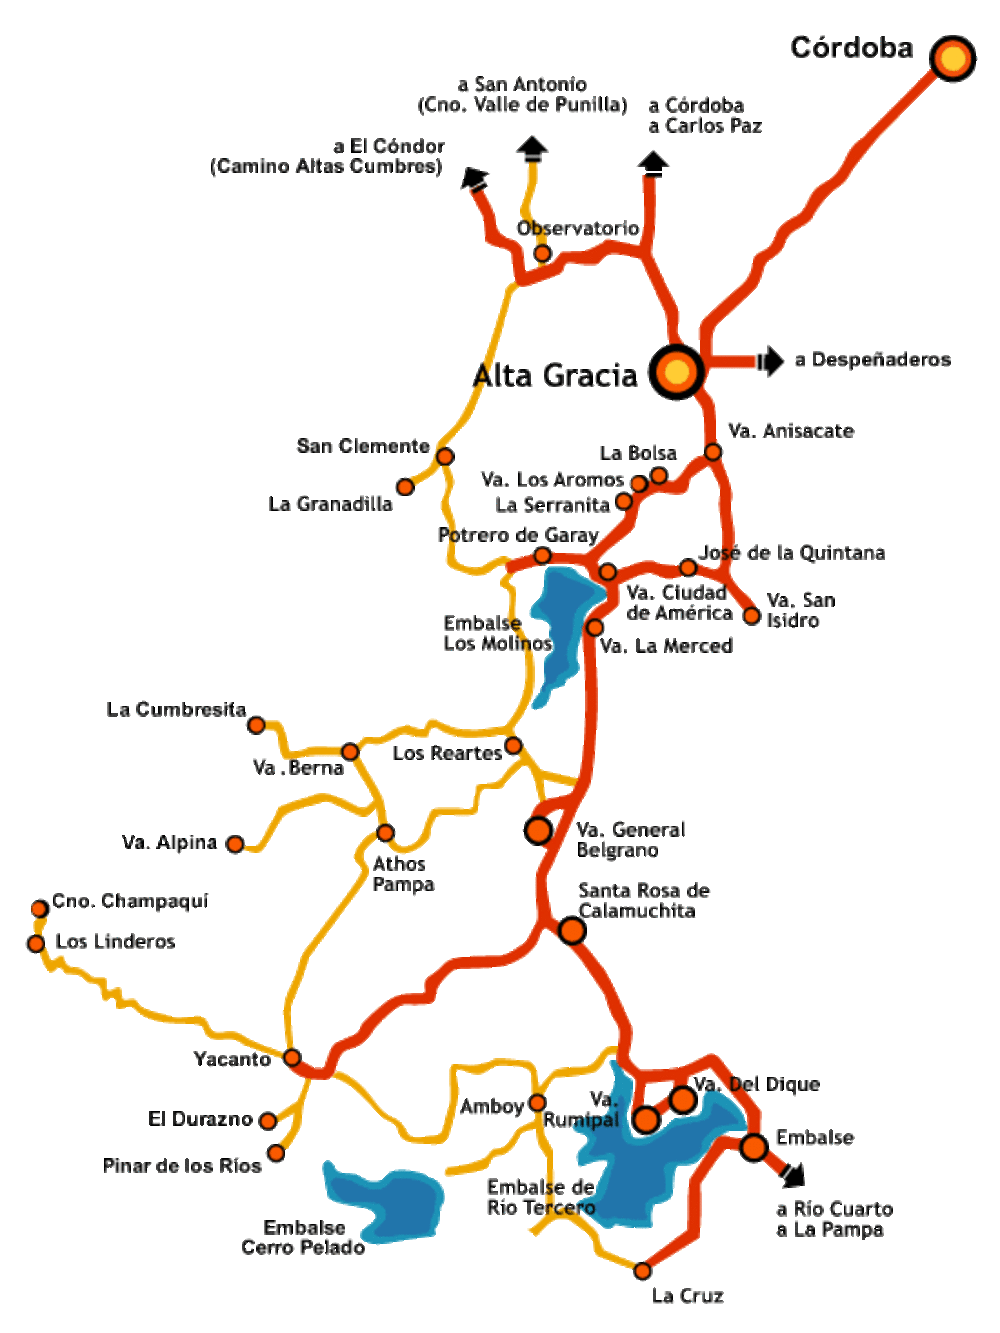 Córdoba
a San Antonio
(Cno. Valle de Punilla)
a Córdoba
a Carlos Paz
a El Cóndor
(Camino Altas Cumbres)
Observatorio
a Despeñaderos
Alta Gracia
Va. Anisacate
San Clemente
La Bolsa
Va. Los Aromos
La Granadilla
La Serranita
Potrero de Garay
José de la Quintana
Va. Ciudad
de América
Va. San
Isidro
Embalse
Los Molinos
Va. La Merced
La Cumbresita
Los Reartes
Va .Berna
Va. General
Belgrano
Va. Alpina
Athos
Pampa
Santa Rosa de
Calamuchita
Cno. Champaquí
Los Linderos
Yacanto
Va. Del Dique
Va.
Rumipal
Amboy
El Durazno
Embalse
Pinar de los Ríos
Embalse de
Río Tercero
a Río Cuarto
a La Pampa
Embalse
Cerro Pelado
La Cruz